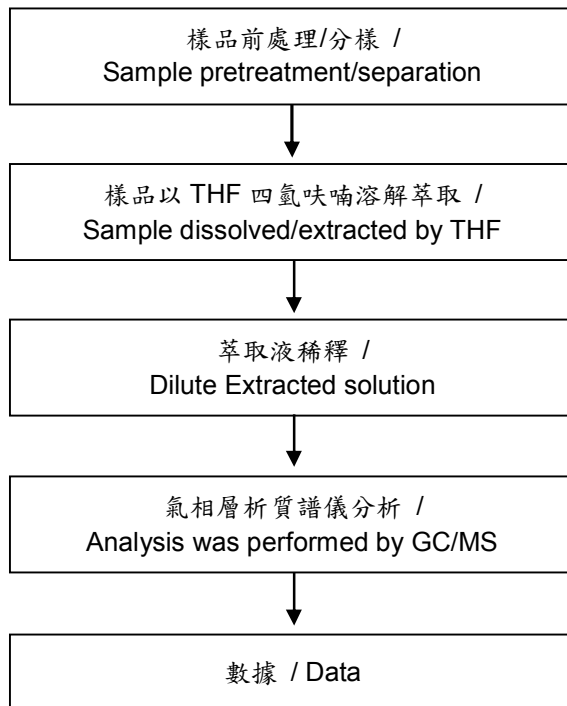 樣品前處理/分樣 /
Sample pretreatment/separation
樣品以 THF 四氫呋喃溶解萃取 /
Sample dissolved/extracted by THF
萃取液稀釋 /
Dilute Extracted solution
氣相層析質譜儀分析 /
Analysis was performed by GC/MS
數據 / Data